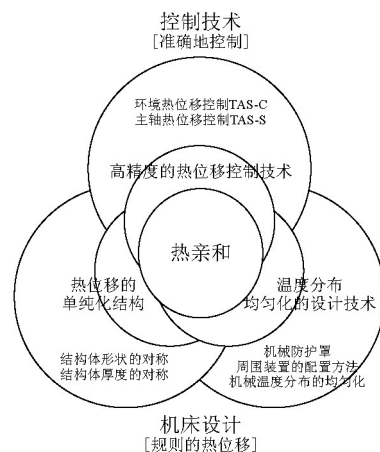 控制技术
[准确地控制]
环境热位移控制TAS-C
主轴热位移控制TAS-S
高精度的热位移控制技术
热亲和
热位移的
单纯化结构
温度分布
均匀化的设计技术
结构体形状的对称
结构体厚度的对称
机械防护罩
周围装置的配置方法
机械温度分布的均匀化
机床设计
[规则的热位移]